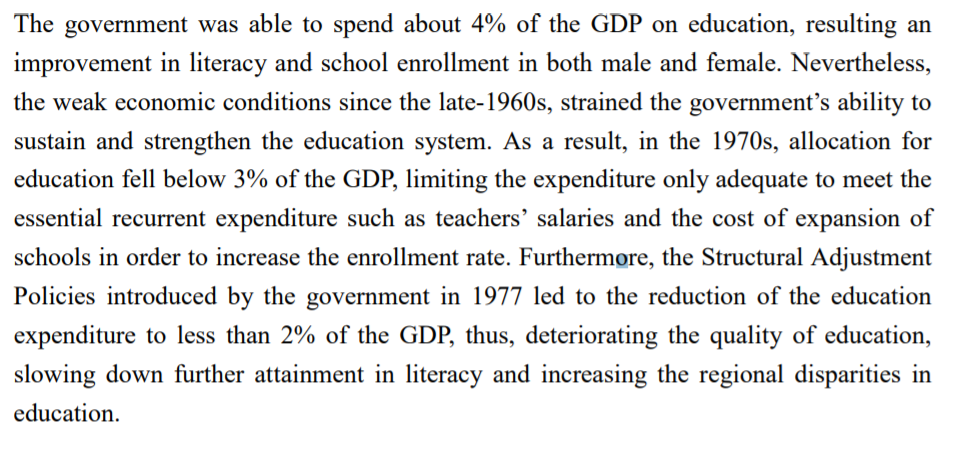 The government was able to spend about 4% of the GDP on education, resulting an
improvement in literacy and school enrollment in both male and female. Nevertheless,
the weak economic conditions since the late-1960s, strained the government’s ability to
sustain and strengthen the education system. As a result, in the 1970s, allocation for
education fell below 3% of the GDP, limiting the expenditure only adequate to meet the
essential recurrent expenditure such as teachers’ salaries and the cost of expansion of
schools in order to increase the enrollment rate. Furthermore, the Structural Adjustment
Policies introduced by the government in 1977 led to the reduction of the education
expenditure to less than 2% of the GDP, thus, deteriorating the quality of education,
slowing down further attainment in literacy and increasing the regional disparities in
education.